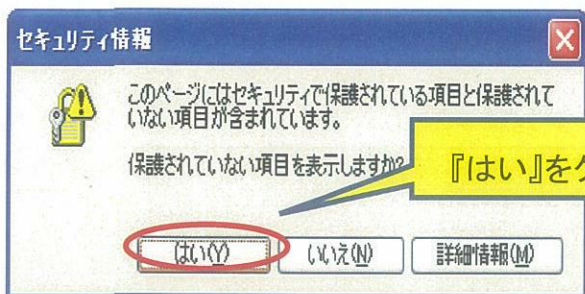 セキュリティ情報
このページにはセキュリティで保護されている項目と保護されて
いない項目が含まれています。
保護されていない項目を表示しますか?
『はい』を
はい(Y)
いいえ(N)
詳細情報(M)